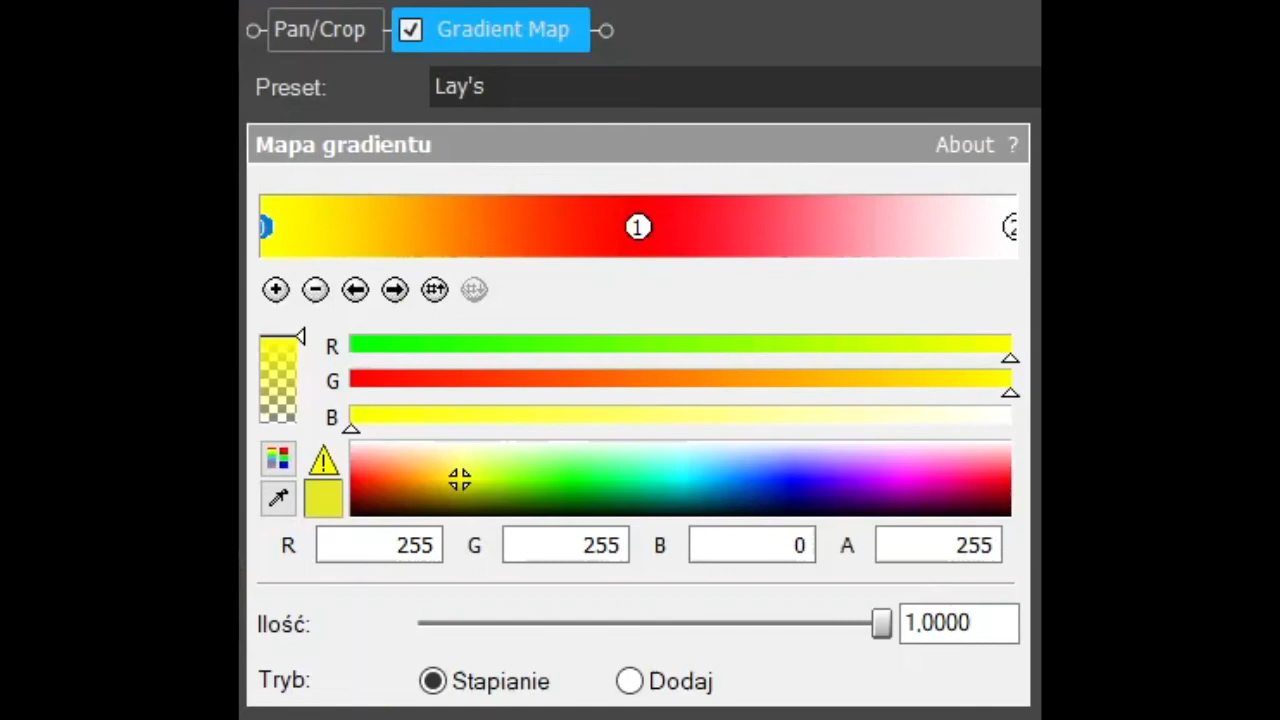 Pan/Crop Gradient Map
Preset: Lay's
Mapa gradientu About ?
1 2
R
G
B
R 255 G 255 B 0 A 255
Ilość: 1,0000
Tryb: Stapianie Dodaj